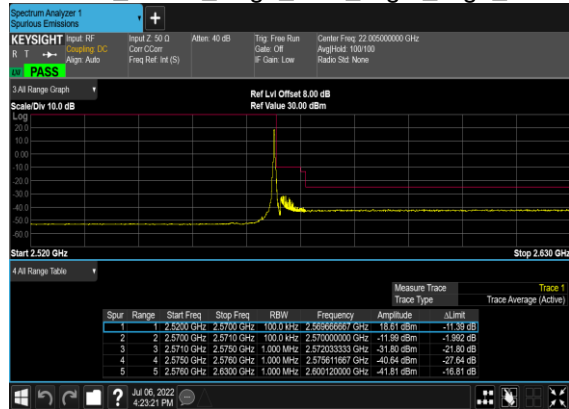 Spectrum Analyzer 1
Spurious Emissions
+
KEYSIGHT Input: RF Input Z: 50 Ω Atten: 40 dB Trig: Free Run Center Freq: 22.005000000 GHz
R T Coupling: DC Corr CCorr Gate: Off Avg|Hold: 100/100
Align: Auto Freq Ref: Int (S) IF Gain: Low Radio Std: None
PASS
3 All Range Graph
Ref Lvl Offset 8.00 dB
Scale/Div 10.0 dB Ref Value 30.00 dBm
Log
20.0
10.0
0.00
-10.0
-20.0
-30.0
-40.0
-50.0
-60.0
Start 2.520 GHz Stop 2.630 GHz
4 All Range Table
Measure Trace Trace 1
Trace Type Trace Average (Active)
Spur Range Start Freq Stop Freq RBW Frequency Amplitude ΔLimit
1 1 2.5200 GHz 2.5700 GHz 100.0 kHz 2.569666667 GHz 18.61 dBm -11.39 dB
2 2 2.5700 GHz 2.5710 GHz 100.0 kHz 2.570000000 GHz -11.99 dBm -1.992 dB
3 3 2.5710 GHz 2.5750 GHz 1.000 MHz 2.572033333 GHz -31.80 dBm -21.80 dB
4 4 2.5750 GHz 2.5760 GHz 1.000 MHz 2.575611667 GHz -40.64 dBm -27.64 dB
5 5 2.5760 GHz 2.6300 GHz 1.000 MHz 2.600120000 GHz -41.81 dBm -16.81 dB
? Jul 06, 2022
4:23:21 PM